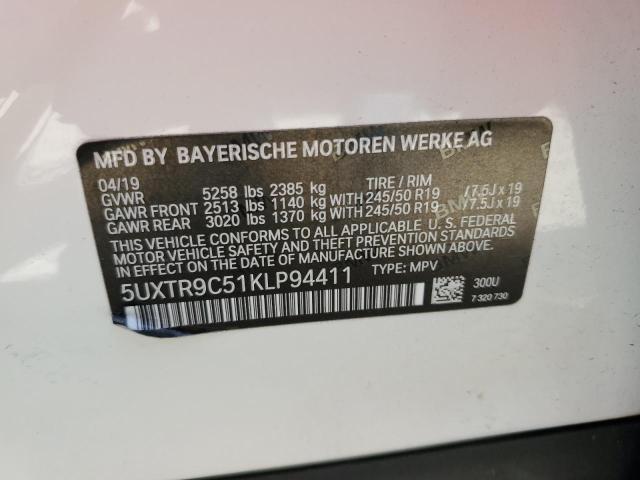 MFD BY BAYERISCHE MOTOREN WERKE AG
04/19 TIRE / RIM
GVWR 5258 lbs 2385 kg
GAWR FRONT 2513 lbs 1140 kg WITH 245/50 R19 /7.5J x 19
GAWR REAR 3020 lbs 1370 kg WITH 245/50 R19 /7.5J x 19
THIS VEHICLE CONFORMS TO ALL APPLICABLE U. S. FEDERAL
MOTOR VEHICLE SAFETY AND THEFT PREVENTION STANDARDS
IN EFFECT ON THE DATE OF MANUFACTURE SHOWN ABOVE.
5UXTR9C51KLP94411 TYPE: MPV
300U
7 320 730